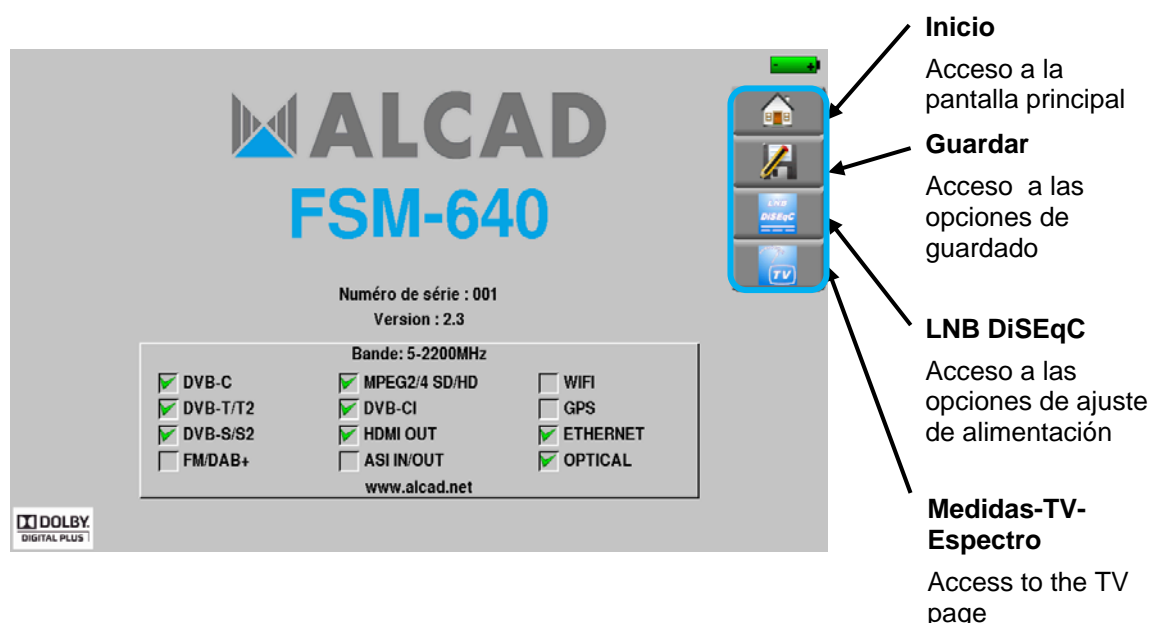 ALCAD
FSM-640
Numéro de série : 001
Version : 2.3
Bande: 5-2200MHz
DVB-C
MPEG2/4 SD/HD
WIFI
DVB-T/T2
DVB-CI
GPS
DVB-S/S2
HDMI OUT
ETHERNET
FM/DAB+
ASI IN/OUT
OPTICAL
www.alcad.net
DOLBY.
DIGITAL PLUS
LNB
DiSEqC
TV
Inicio
Acceso a la
pantalla principal
Guardar
Acceso a las
opciones de
guardado
LNB DiSEqC
Acceso a las
opciones de ajuste
de alimentación
Medidas-TV-
Espectro
Access to the TV
page